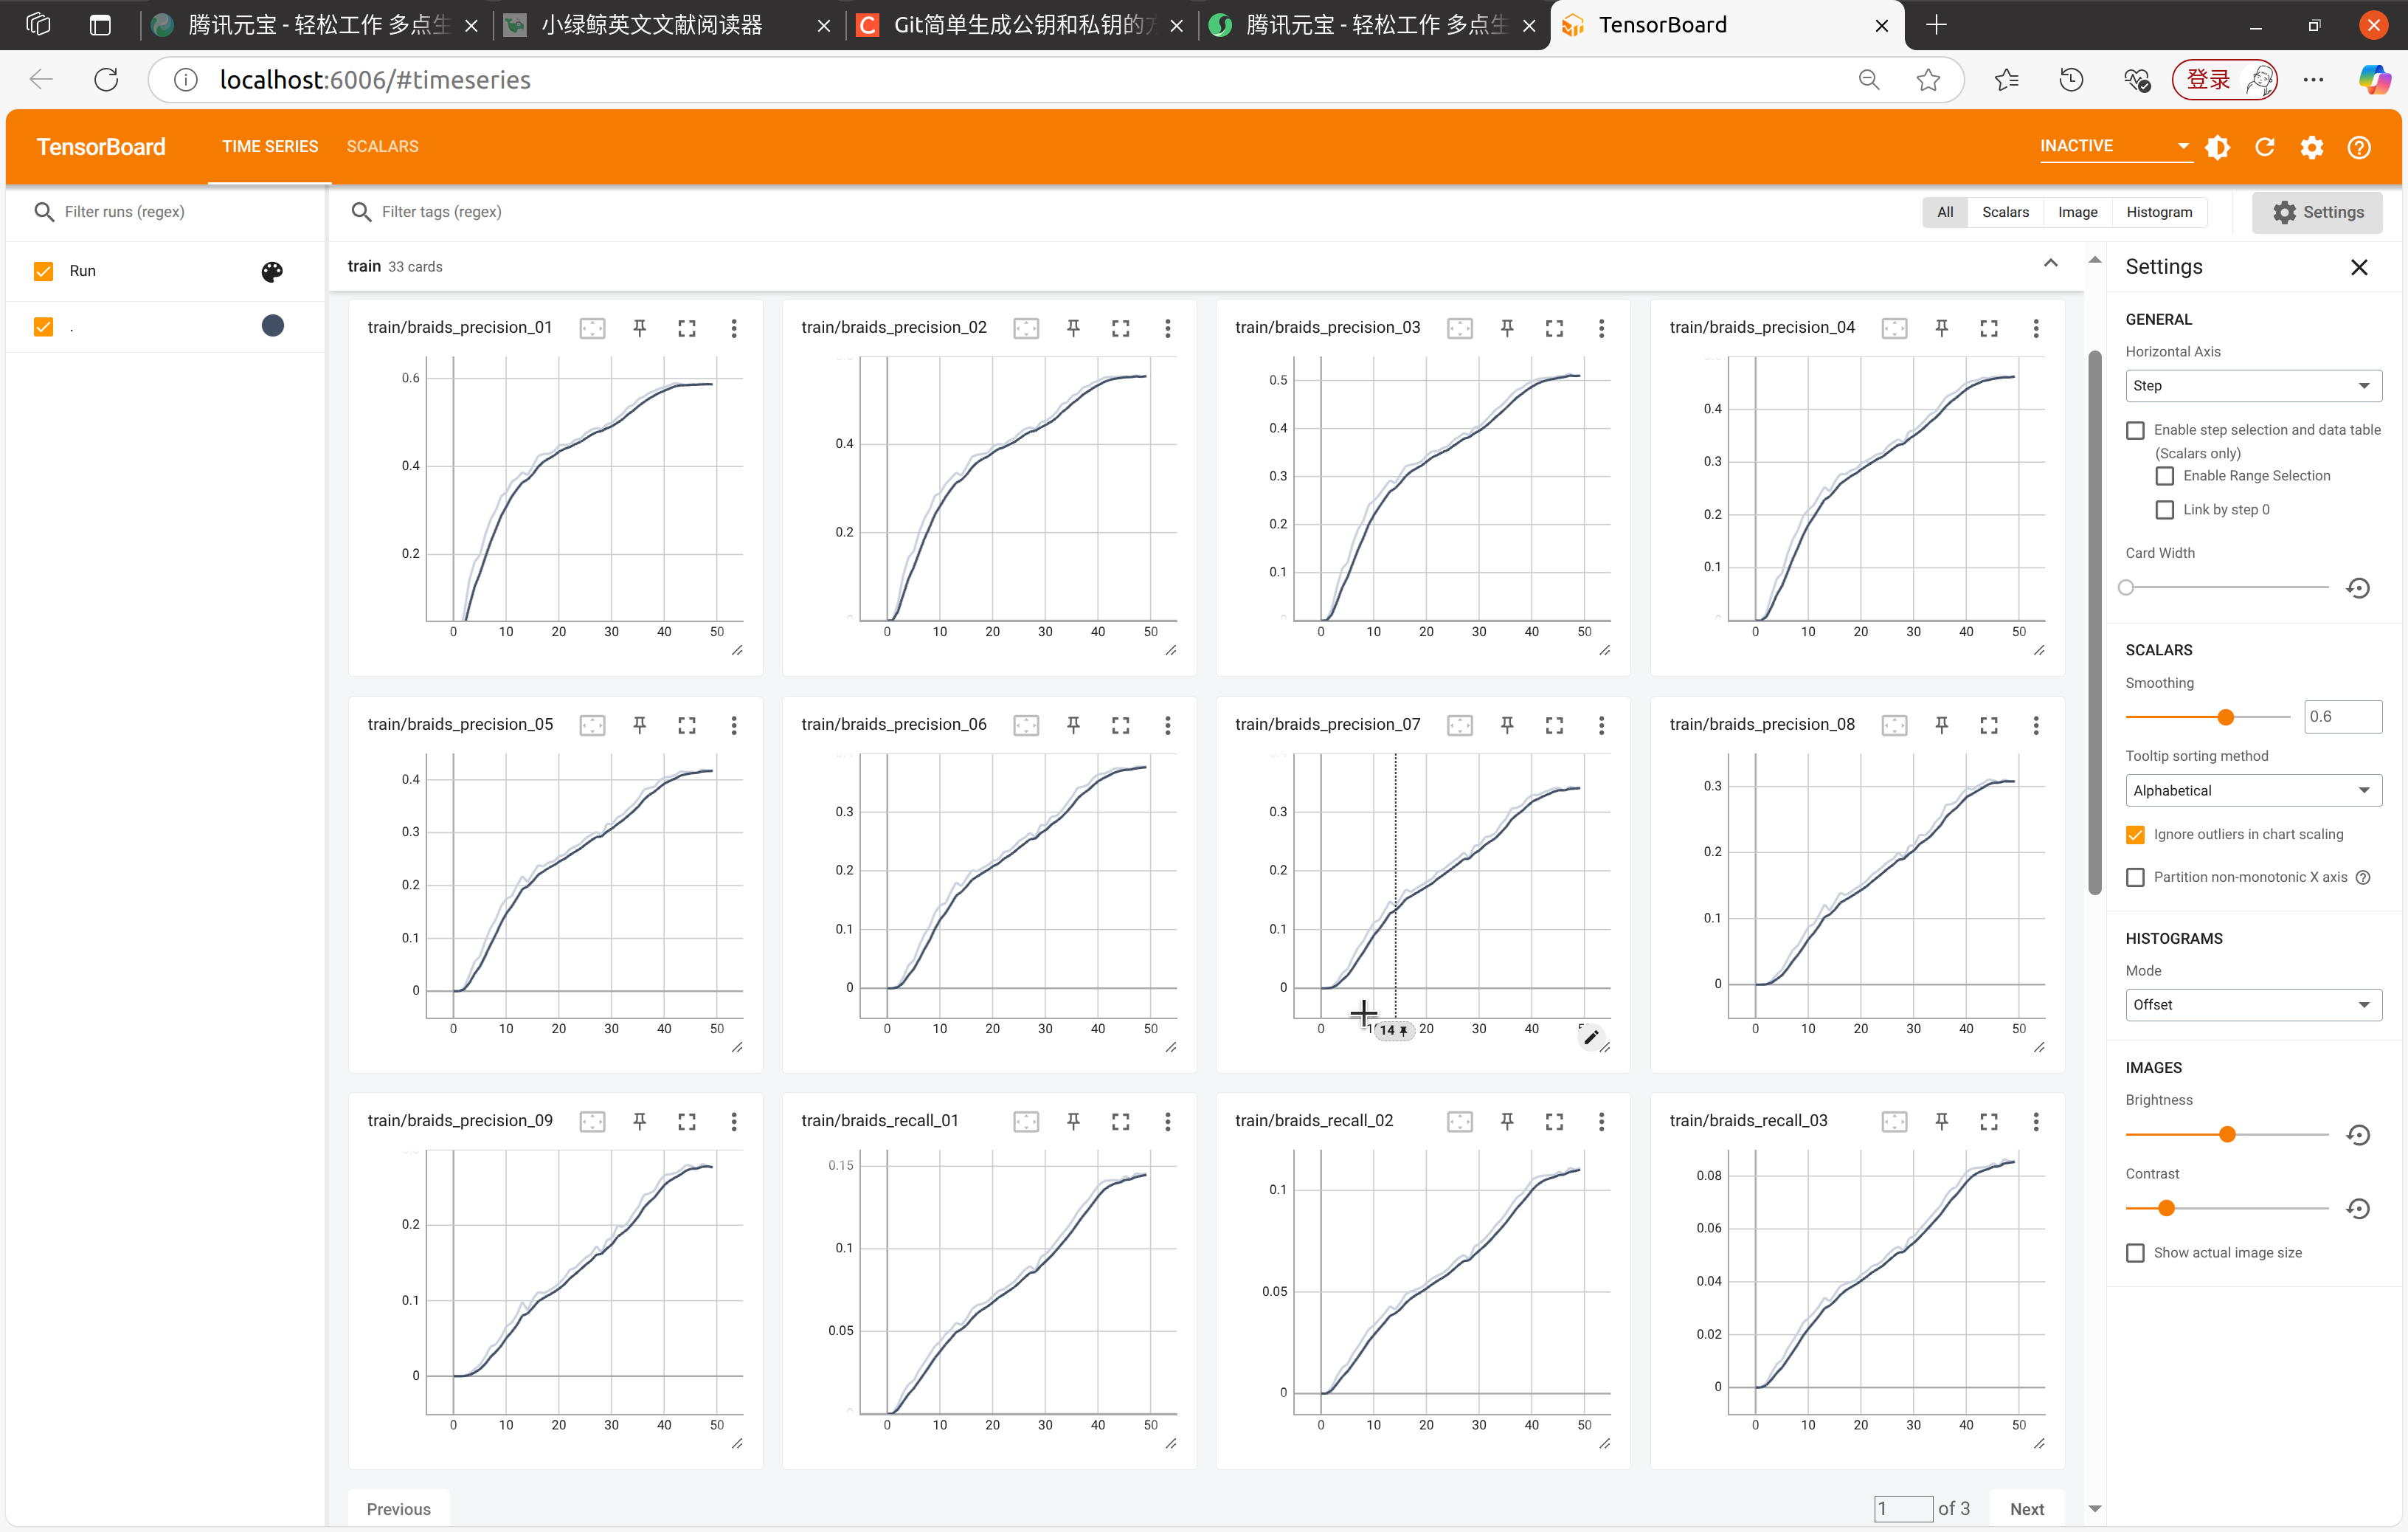 腾讯元宝 - 轻松工作 多点生
小绿鲸英文文献阅读器
Git简单生成公钥和私钥的方
腾讯元宝 - 轻松工作 多点生
TensorBoard
localhost:6006/#timeseries
登录
TensorBoard
TIME SERIES
SCALARS
INACTIVE
Filter runs (regex)
Filter tags (regex)
All
Scalars
Image
Histogram
Settings
Run
.
train 33 cards
train/braids_precision_01
0.6
0.4
0.2
0 10 20 30 40 50
train/braids_precision_02
0.4
0.2
0 10 20 30 40 50
train/braids_precision_03
0.5
0.4
0.3
0.2
0.1
0 10 20 30 40 50
train/braids_precision_04
0.4
0.3
0.2
0.1
0 10 20 30 40 50
train/braids_precision_05
0.4
0.3
0.2
0.1
0
0 10 20 30 40 50
train/braids_precision_06
0.3
0.2
0.1
0
0 10 20 30 40 50
train/braids_precision_07
0.3
0.2
0.1
0
0 14 20 30 40
train/braids_precision_08
0.3
0.2
0.1
0
0 10 20 30 40 50
train/braids_precision_09
0.2
0.1
0
0 10 20 30 40 50
train/braids_recall_01
0.15
0.1
0.05
0 10 20 30 40 50
train/braids_recall_02
0.1
0.05
0
0 10 20 30 40 50
train/braids_recall_03
0.08
0.06
0.04
0.02
0
0 10 20 30 40 50
Previous
1 of 3
Next
Settings
GENERAL
Horizontal Axis
Step
Enable step selection and data table
(Scalars only)
Enable Range Selection
Link by step 0
Card Width
SCALARS
Smoothing
0.6
Tooltip sorting method
Alphabetical
Ignore outliers in chart scaling
Partition non-monotonic X axis
HISTOGRAMS
Mode
Offset
IMAGES
Brightness
Contrast
Show actual image size